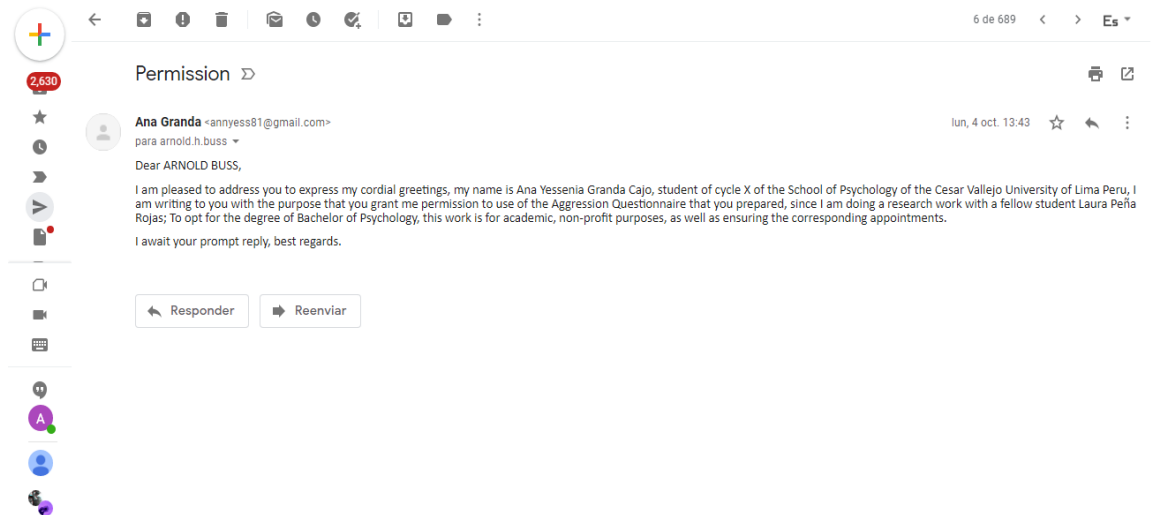 6 de 689
Es
Permission
2,630
Ana Granda <annyess81@gmail.com>
lun, 4 oct. 13:43
para arnold.h.buss
Dear ARNOLD BUSS,
I am pleased to address you to express my cordial greetings, my name is Ana Yessenia Granda Cajo, student of cycle X of the School of Psychology of the Cesar Vallejo University of Lima Peru, I
am writing to you with the purpose that you grant me permission to use of the Aggression Questionnaire that you prepared, since I am doing a research work with a fellow student Laura Peña
Rojas; To opt for the degree of Bachelor of Psychology, this work is for academic, non-profit purposes, as well as ensuring the corresponding appointments.
I await your prompt reply, best regards.
Responder
Reenviar
A